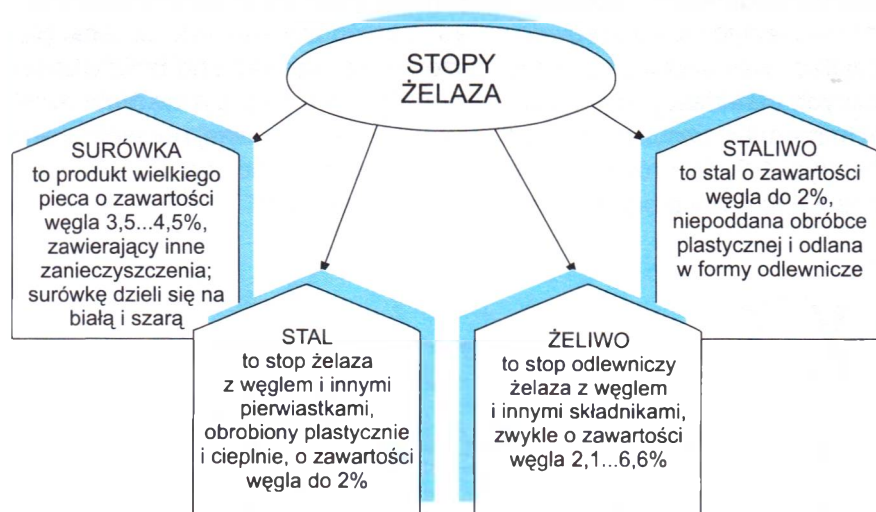 STOPY
ŻELAZA
SURÓWKA
to produkt wielkiego
pieca o zawartości
węgla 3,5...4,5%,
zawierający inne
zanieczyszczenia;
surówkę dzieli się na
białą i szarą
STAL
to stop żelaza
z węglem i innymi
pierwiastkami,
obrobiony plastycznie
i cieplnie, o zawartości
węgla do 2%
ŻELIWO
to stop odlewniczy
żelaza z węglem
i innymi składnikami,
zwykle o zawartości
węgla 2,1...6,6%
STALIWO
to stal o zawartości
węgla do 2%,
niepoddana obróbce
plastycznej i odlana
w formy odlewnicze